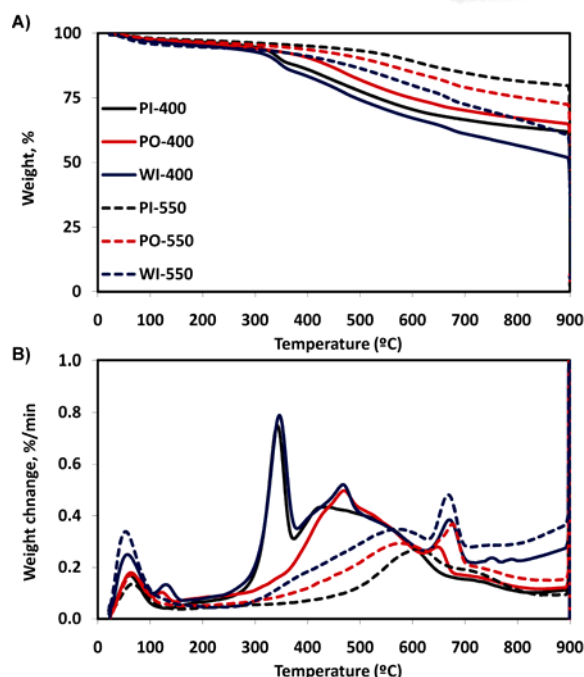 A)
100
75
50
25
0
Weight, %
PI-400
PO-400
WI-400
PI-550
PO-550
WI-550
0 100 200 300 400 500 600 700 800 900
Temperature (ºC)
B)
1.0
0.8
0.6
0.4
0.2
0.0
Weight chnange, %/min
0 100 200 300 400 500 600 700 800 900
Temperature (ºC)